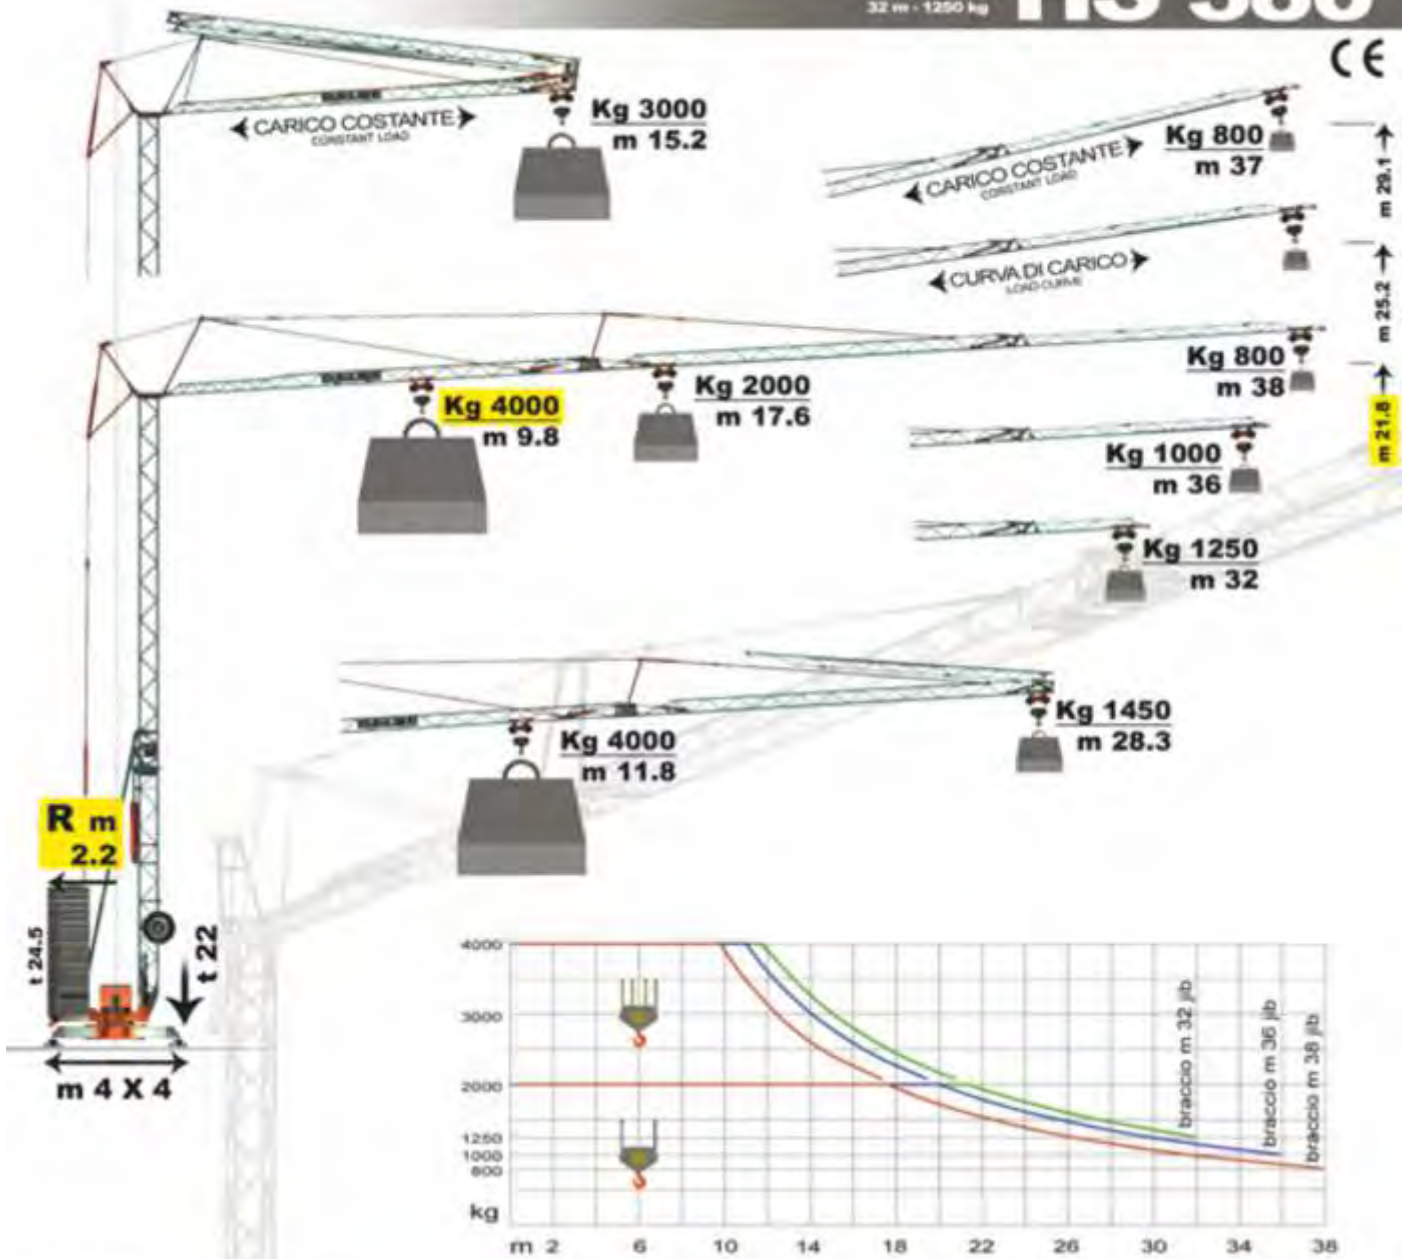 32 m - 1250 kg
HS 386
CE
CARICO COSTANTE
CONSTANT LOAD
Kg 3000
m 15.2
Kg 800
m 37
CARICO COSTANTE
CONSTANT LOAD
m 29.1
CURVA DI CARICO
LOAD CURVE
m 25.2
Kg 4000
m 9.8
Kg 2000
m 17.6
Kg 800
m 38
m 21.8
Kg 1000
m 36
Kg 1250
m 32
Kg 4000
m 11.8
Kg 1450
m 28.3
R m
2.2
t 24.5
t 22
m 4 X 4
4000
3000
2000
1250
1000
800
kg
braccio m 32 jib
braccio m 36 jib
braccio m 38 jib
m 2 6 10 14 18 22 26 30 34 38